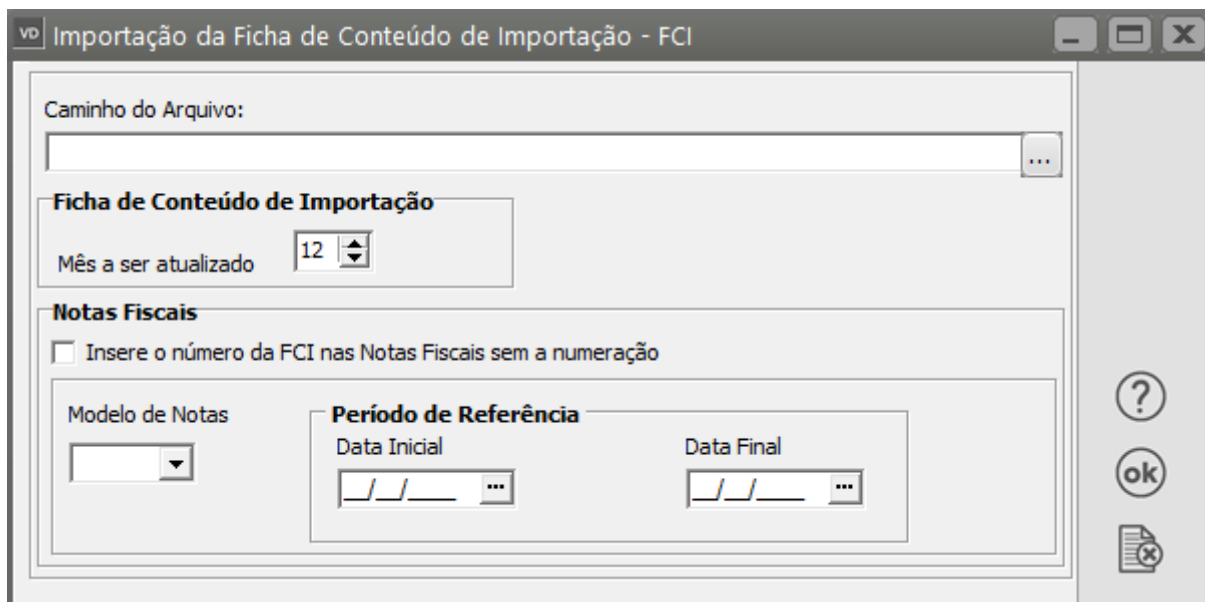 VD Importação da Ficha de Conteúdo de Importação - FCI
Caminho do Arquivo:
...
Ficha de Conteúdo de Importação
Mês a ser atualizado 12
Notas Fiscais
Insere o número da FCI nas Notas Fiscais sem a numeração
Modelo de Notas
Período de Referência
Data Inicial Data Final
__/__/____ ... __/__/____ ...
?
ok